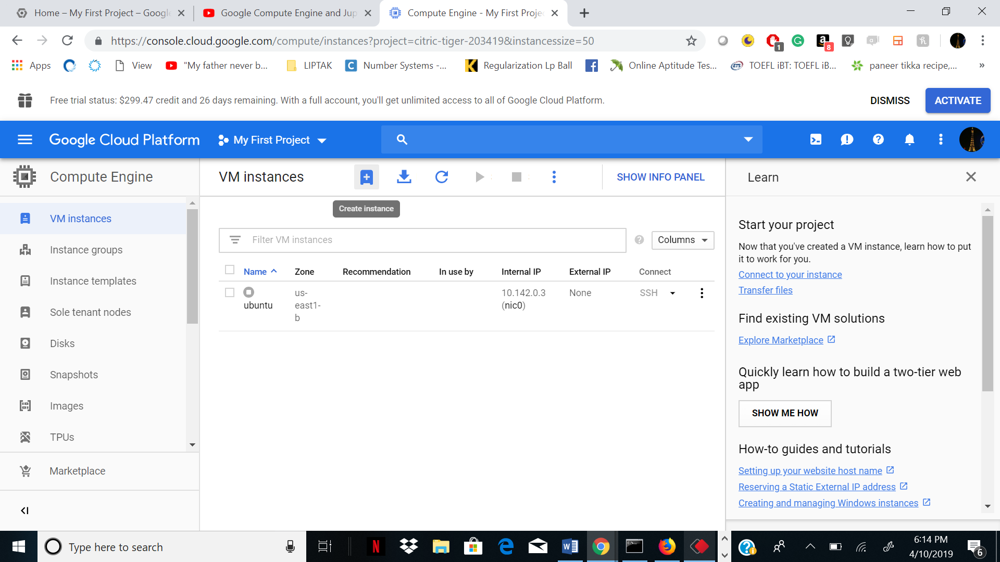 Home – My First Project – Google
Google Compute Engine and Jup
Compute Engine - My First Projec
https://console.cloud.google.com/compute/instances?project=citric-tiger-203419&instancessize=50
1
8
Apps
View
"My father never b...
LIPTAK
Number Systems -...
Regularization Lp Ball
Online Aptitude Tes...
TOEFL iBT: TOEFL iB...
paneer tikka recipe,...
»
Free trial status: $299.47 credit and 26 days remaining. With a full account, you'll get unlimited access to all of Google Cloud Platform.
DISMISS
ACTIVATE
Google Cloud Platform
My First Project
Compute Engine
VM instances
Instance groups
Instance templates
Sole tenant nodes
Disks
Snapshots
Images
TPUs
Marketplace
VM instances
SHOW INFO PANEL
Create instance
Filter VM instances
Columns
Name Zone Recommendation In use by Internal IP External IP Connect
ubuntu
us-
east1-
b
10.142.0.3
(nic0)
None
SSH
Learn
Start your project
Now that you've created a VM instance, learn how to put
it to work for you.
Connect to your instance
Transfer files
Find existing VM solutions
Explore Marketplace
Quickly learn how to build a two-tier web
app
SHOW ME HOW
How-to guides and tutorials
Setting up your website host name
Reserving a Static External IP address
Creating and managing Windows instances
Type here to search
6:14 PM
4/10/2019
6